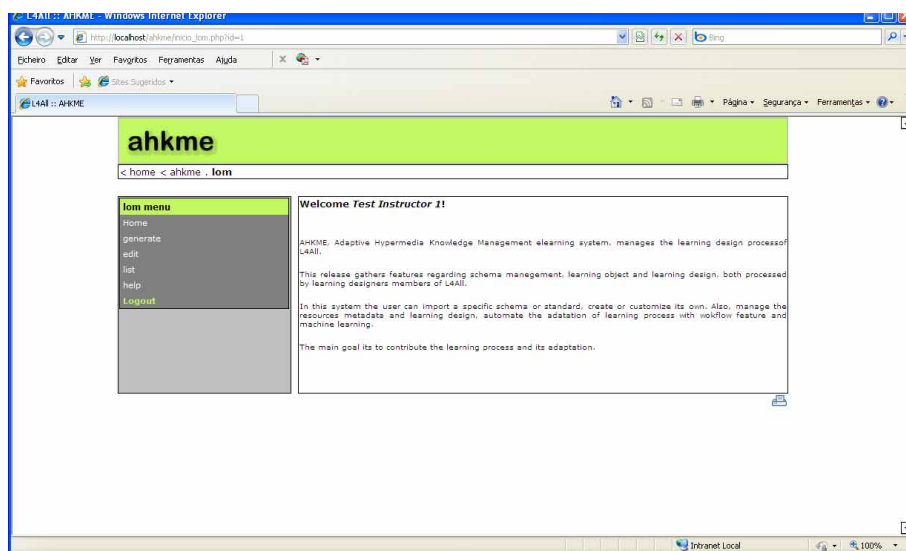 L4All :: AHKME - Windows Internet Explorer
http://localhost/ahkme/inicio_lom.php?id=1
Bing
Ficheiro Editar Ver Favoritos Ferramentas Ajuda
Favoritos Sites Sugeridos
L4All :: AHKME
Página Segurança Ferramentas
ahkme
< home < ahkme . lom
lom menu
Home
generate
edit
list
help
Logout
Welcome Test Instructor 1!
AHKME, Adaptive Hypermedia Knowledge Management elearning system, manages the learning design processof
L4All.
This release gathers features regarding schema manegement, learning object and learning design, both processed
by learning designers members of L4All.
In this system the user can import a specific schema or standard, create or customize its own. Also, manage the
resources metadata and learning design, automate the adatation of learning process with wokflow feature and
machine learning.
The main goal its to contribute the learning process and its adaptation.
Intranet Local 100%